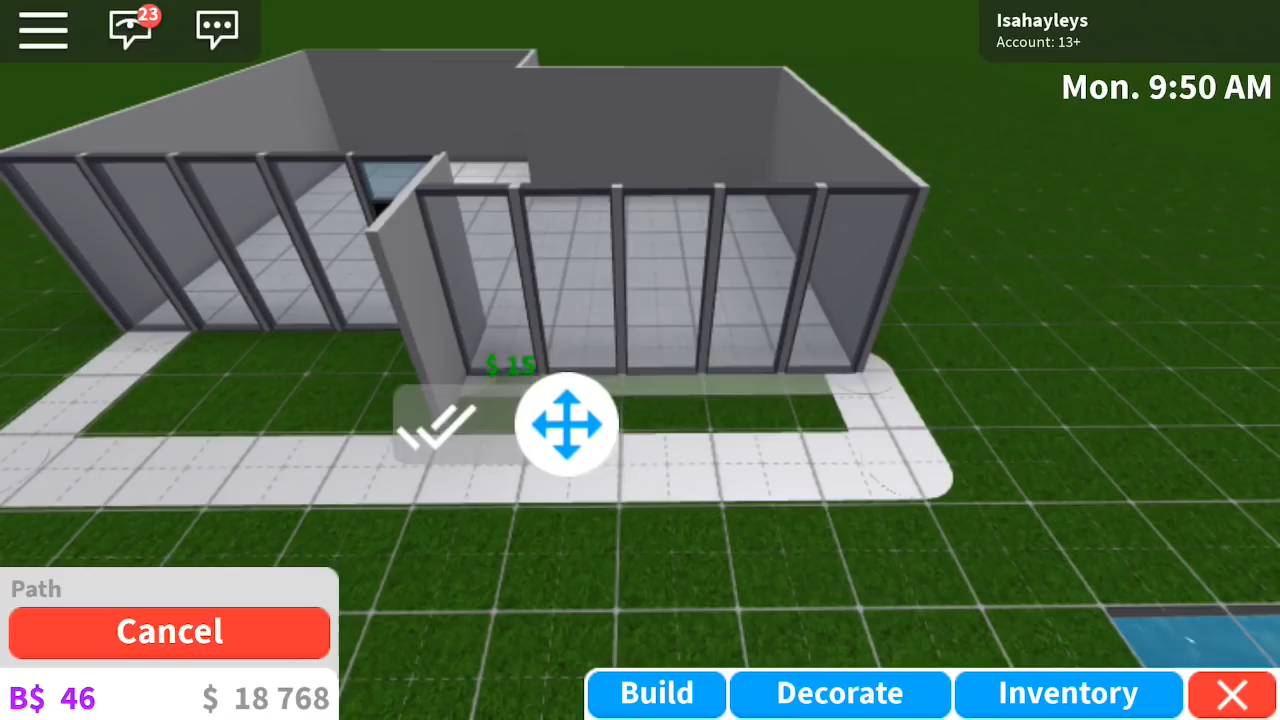 23
Isahayleys
Account: 13+
Mon. 9:50 AM
$ 15
Path
Cancel
B$ 46
$ 18 768
Build
Decorate
Inventory